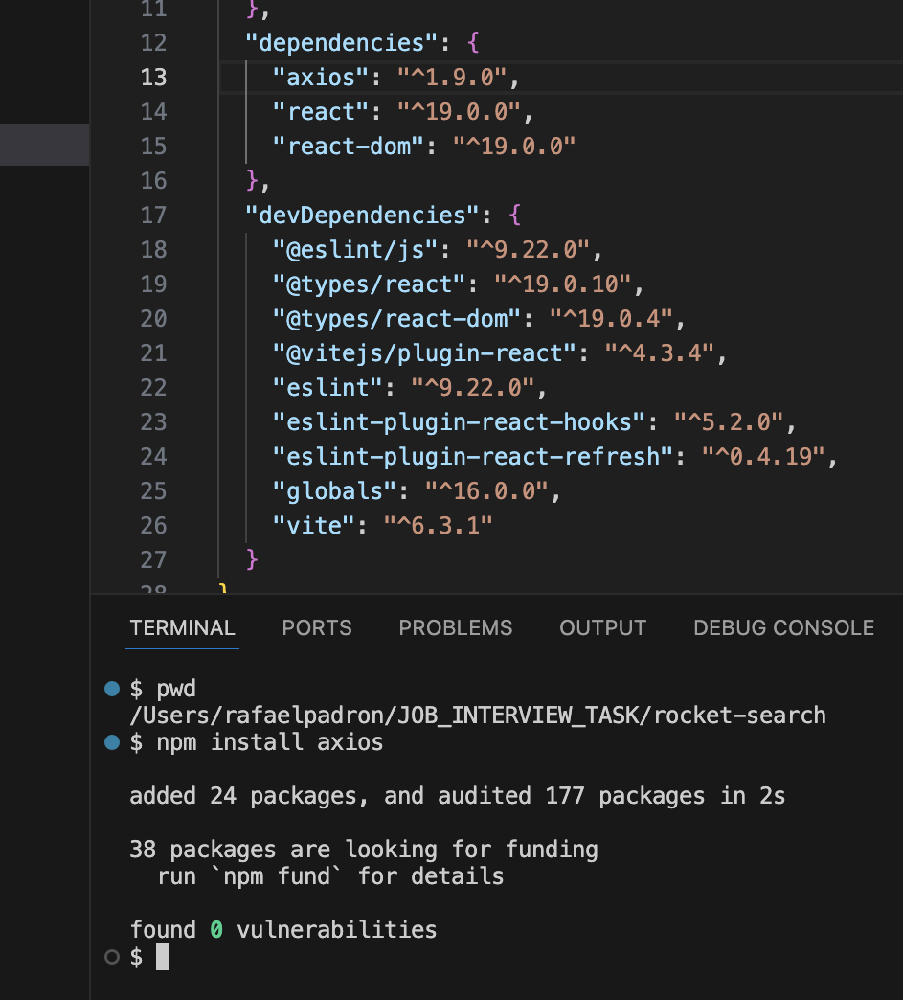 11 },
12 "dependencies": {
13 "axios": "^1.9.0",
14 "react": "^19.0.0",
15 "react-dom": "^19.0.0"
16 },
17 "devDependencies": {
18 "@eslint/js": "^9.22.0",
19 "@types/react": "^19.0.10",
20 "@types/react-dom": "^19.0.4",
21 "@vitejs/plugin-react": "^4.3.4",
22 "eslint": "^9.22.0",
23 "eslint-plugin-react-hooks": "^5.2.0",
24 "eslint-plugin-react-refresh": "^0.4.19",
25 "globals": "^16.0.0",
26 "vite": "^6.3.1"
27 }
28 }
TERMINAL PORTS PROBLEMS OUTPUT DEBUG CONSOLE
$ pwd
/Users/rafaelpadron/JOB_INTERVIEW_TASK/rocket-search
$ npm install axios
added 24 packages, and audited 177 packages in 2s
38 packages are looking for funding
run `npm fund` for details
found 0 vulnerabilities
$